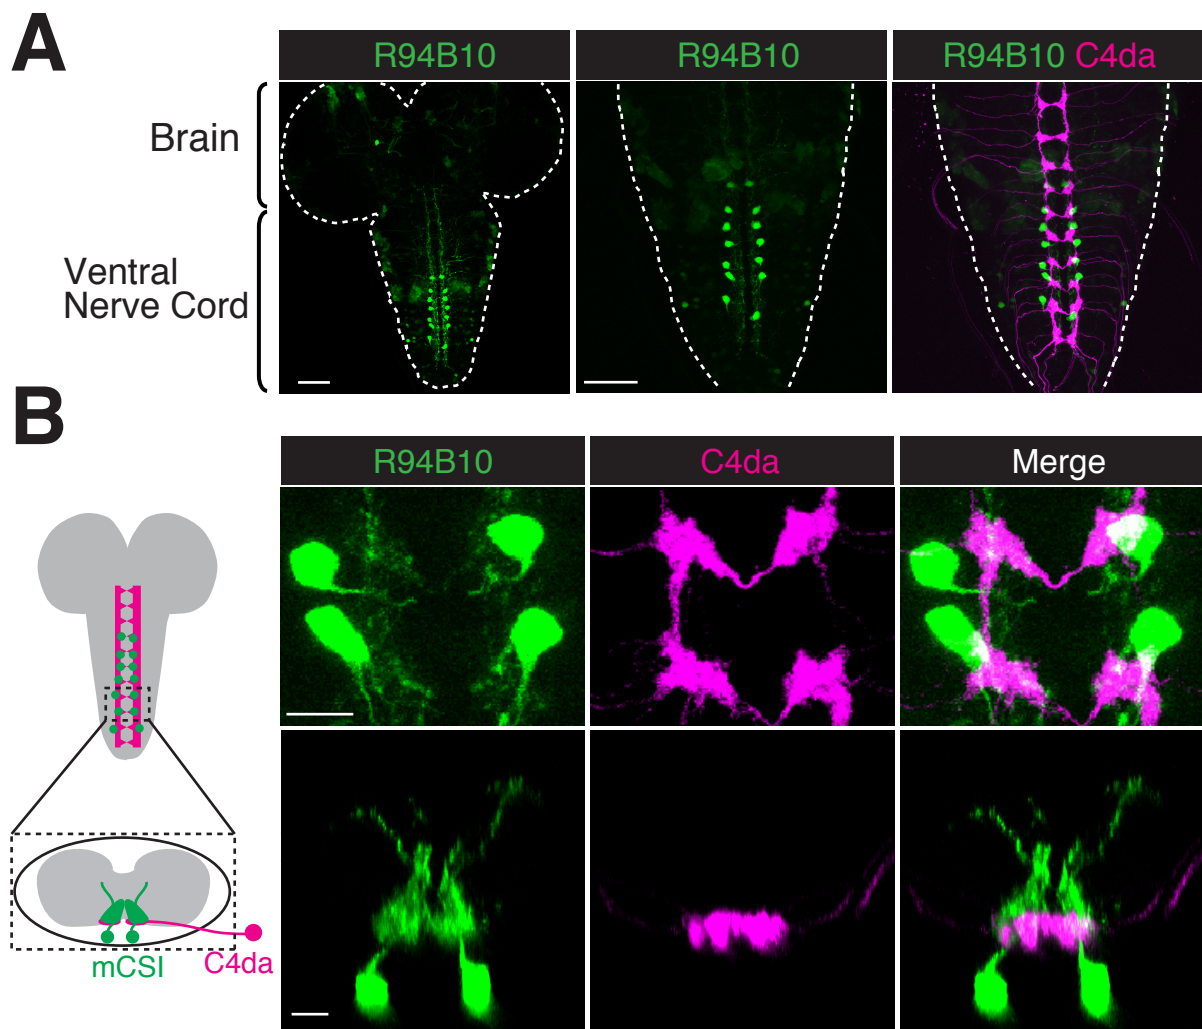 A
R94B10
R94B10
R94B10 C4da
Brain
Ventral
Nerve Cord
B
R94B10
C4da
Merge
mCSI
C4da